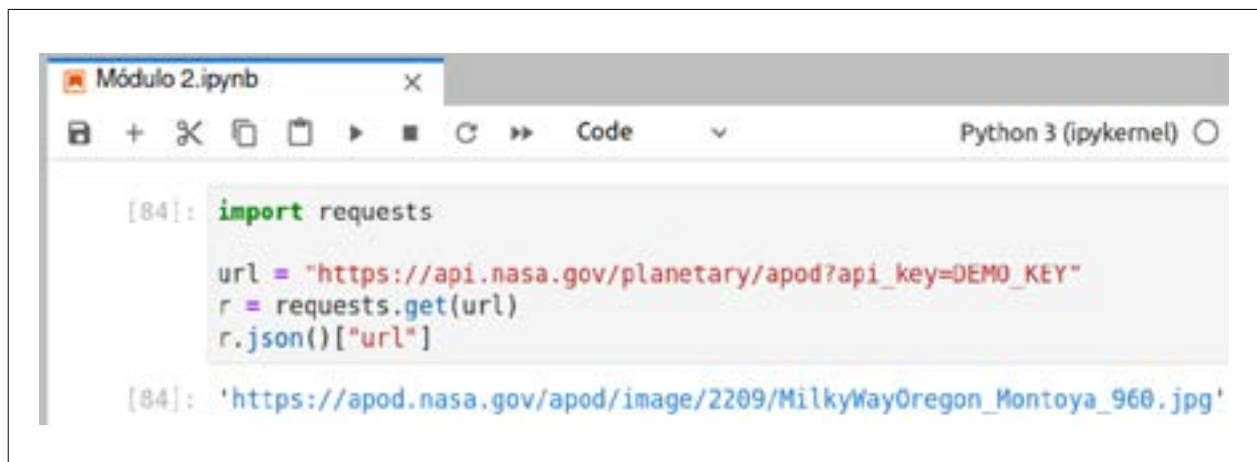 Módulo 2.ipynb
Code Python 3 (ipykernel)
[84]: import requests
url = "https://api.nasa.gov/planetary/apod?api_key=DEMO_KEY"
r = requests.get(url)
r.json()["url"]
[84]: 'https://apod.nasa.gov/apod/image/2209/MilkyWayOregon_Montoya_960.jpg'